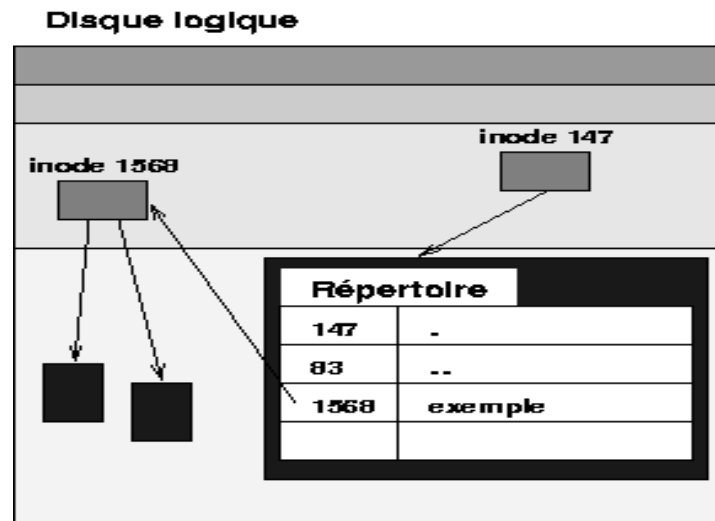 Disque logique
inode 147
inode 1568
Répertoire
147 .
83 ..
1568 exemple